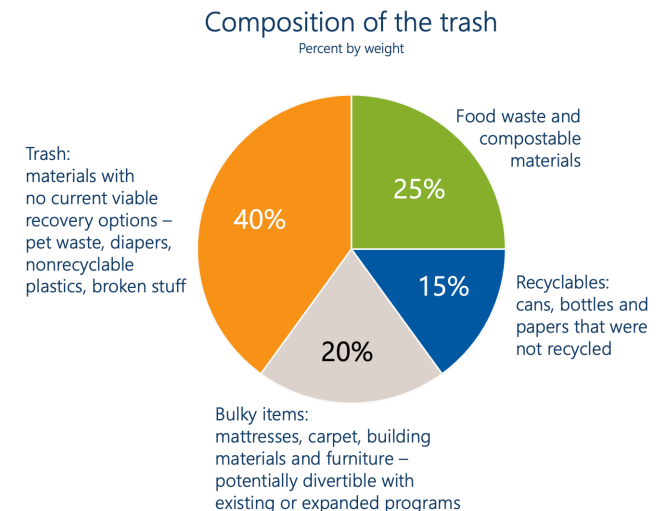 Composition of the trash
Percent by weight
Food waste and
compostable
materials
25%
Trash:
materials with
no current viable
recovery options –
pet waste, diapers,
nonrecyclable
plastics, broken stuff
40%
15%
Recyclables:
cans, bottles and
papers that were
not recycled
20%
Bulky items:
mattresses, carpet, building
materials and furniture –
potentially divertible with
existing or expanded programs